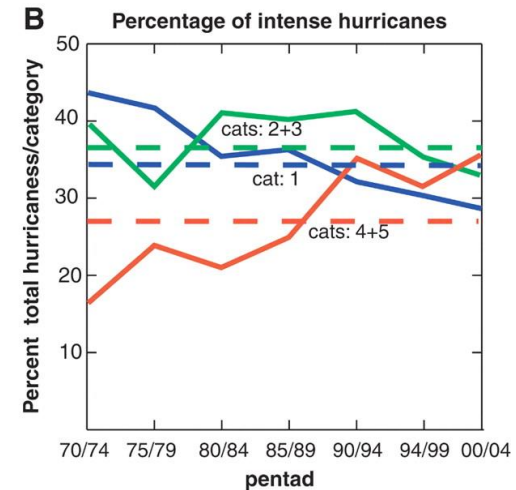 B Percentage of intense hurricanes
Percent total hurricaness/category
50
40
30
20
10
cats: 2+3
cat: 1
cats: 4+5
70/74 75/79 80/84 85/89 90/94 94/99 00/04
pentad